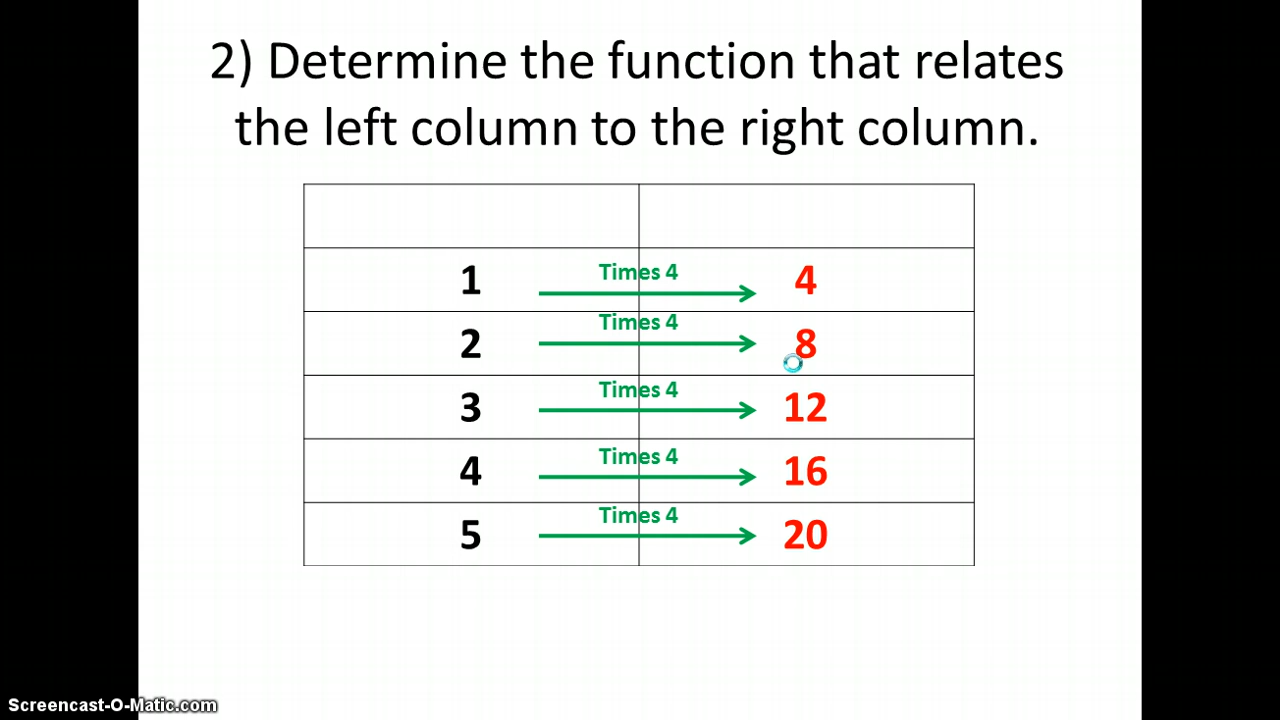 2) Determine the function that relates
the left column to the right column.
1 Times 4 4
2 Times 4 8
3 Times 4 12
4 Times 4 16
5 Times 4 20
Screencast-O-Matic.com